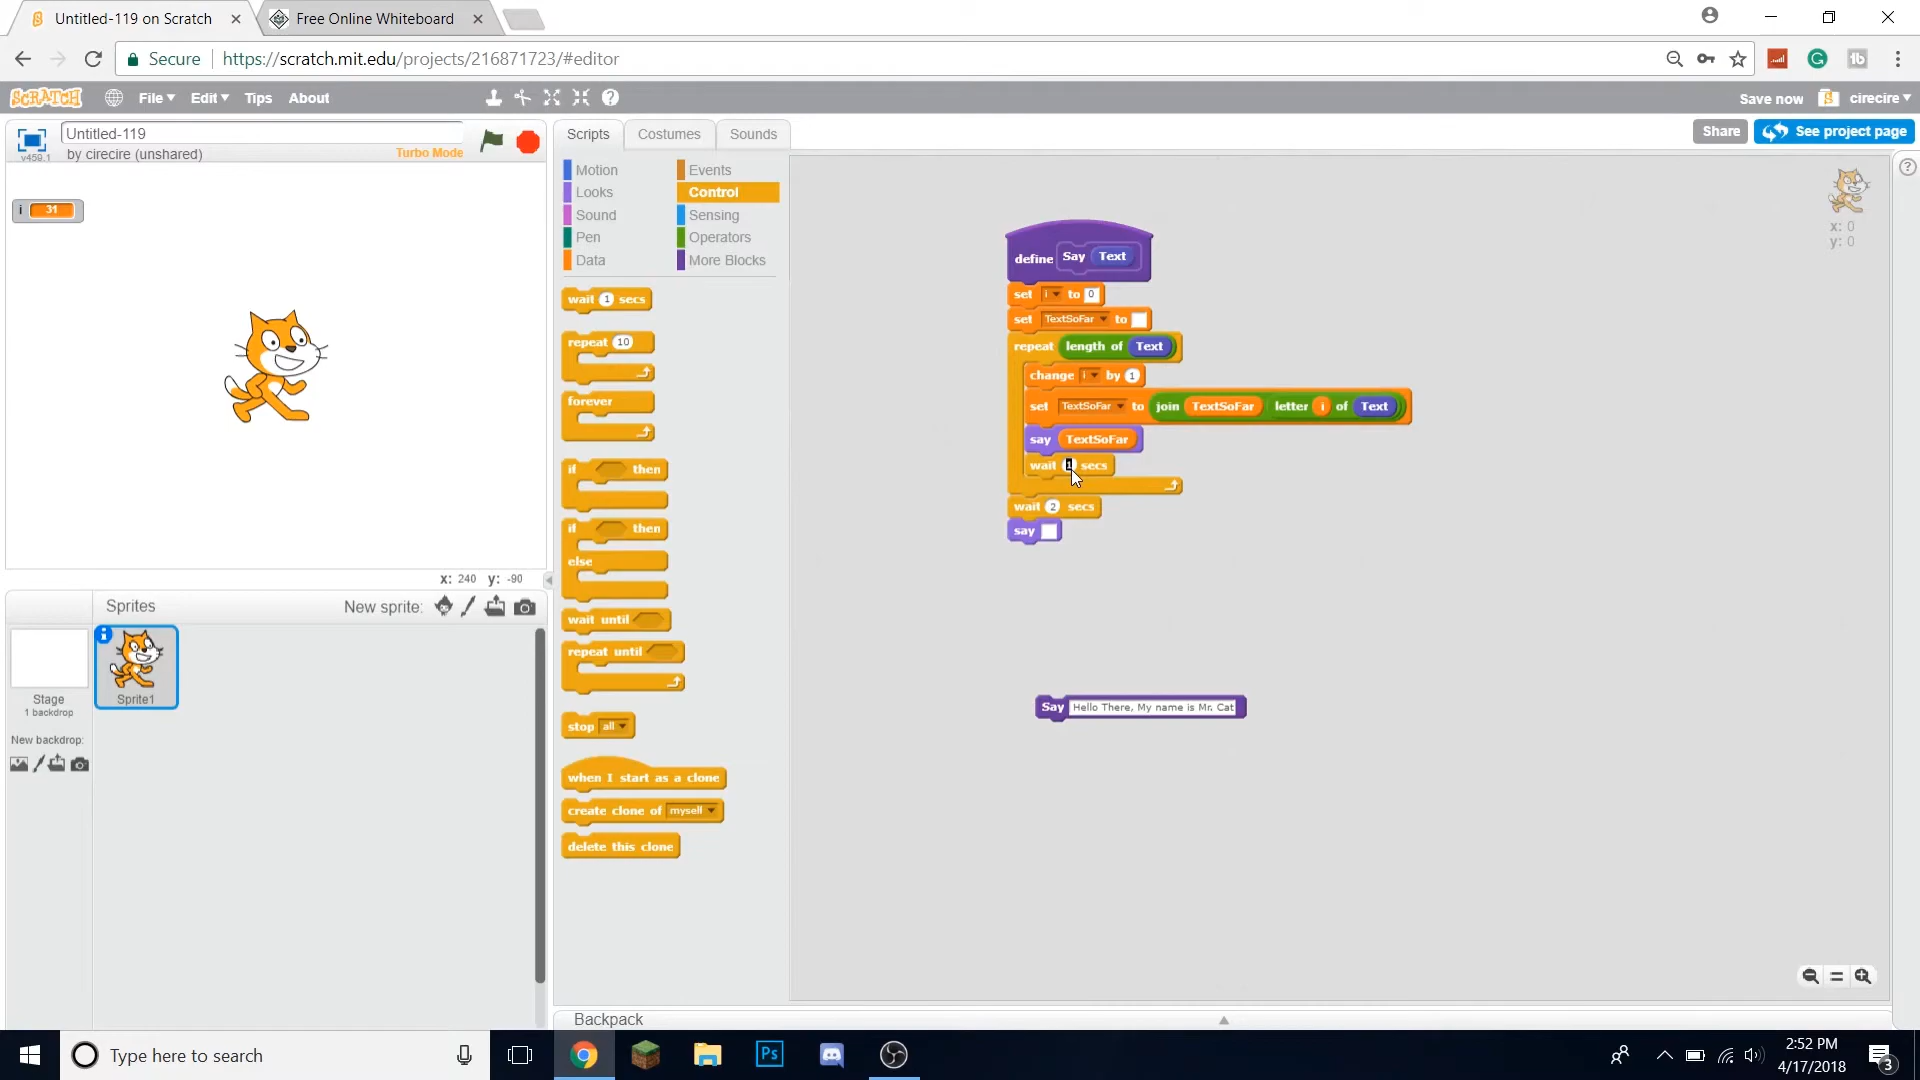 Untitled-119 on Scratch
Free Online Whiteboard
Secure https://scratch.mit.edu/projects/216871723/#editor
SCRATCH File Edit Tips About
Save now cirecire
Untitled-119
by cirecire (unshared)
Turbo Mode
v459.1
Scripts Costumes Sounds
Share See project page
i 31
Motion Events
Looks Control
Sound Sensing
Pen Operators
Data More Blocks
wait 1 secs
repeat 10
forever
if then
if then
else
wait until
repeat until
stop all
when I start as a clone
create clone of myself
delete this clone
define Say Text
set i to 0
set TextSoFar to
repeat length of Text
change i by 1
set TextSoFar to join TextSoFar letter i of Text
say TextSoFar
wait 1 secs
wait 2 secs
say
Say Hello There, My name is Mr. Cat
x: 0
y: 0
x: 240 y: -90
Sprites New sprite:
Stage
1 backdrop
New backdrop:
Sprite1
Backpack
Type here to search
Ps
2:52 PM
4/17/2018
3